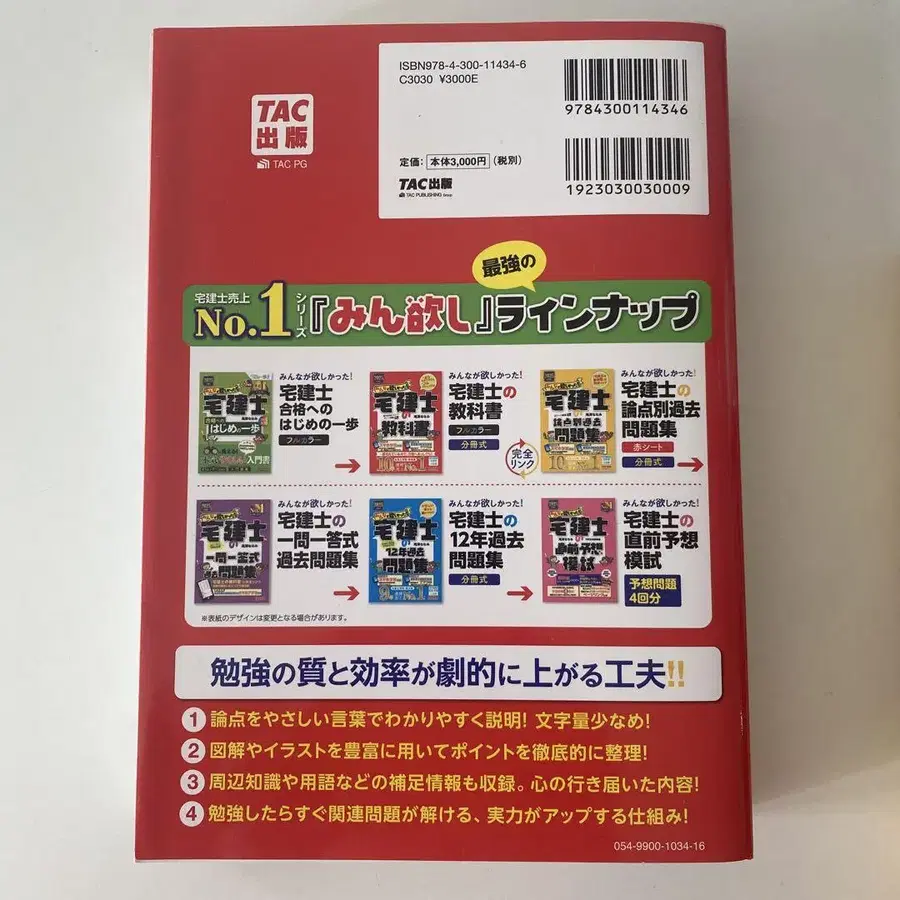 ISBN978-4-300-11434-6
C3030 ¥3000E
9784300114346
TAC
出版
TAC PG
定価：本体3,000円（税別）
TAC出版
TAC PUBLISHING Group
1923030030009
最強の
宅建士売上
No.1シリーズ『みん欲し』ラインナップ
みんなが欲しかった!
宅建士
合格への
はじめの一歩
フルカラー
みんなが欲しかった!
宅建士の
教科書
フルカラー
分冊式
完全
リンク
みんなが欲しかった!
宅建士の
論点別過去
問題集
赤シート
分冊式
みんなが欲しかった!
宅建士の
一問一答式
過去問題集
みんなが欲しかった!
宅建士の
12年過去
問題集
分冊式
みんなが欲しかった!
宅建士の
直前予想
模試
予想問題
4回分
※表紙のデザインは変更となる場合があります。
勉強の質と効率が劇的に上がる工夫!!
1 論点をやさしい言葉でわかりやすく説明! 文字量少なめ!
2 図解やイラストを豊富に用いてポイントを徹底的に整理!
3 周辺知識や用語などの補足情報も収録。心の行き届いた内容!
4 勉強したらすぐ関連問題が解ける、実力がアップする仕組み!
054-9900-1034-16